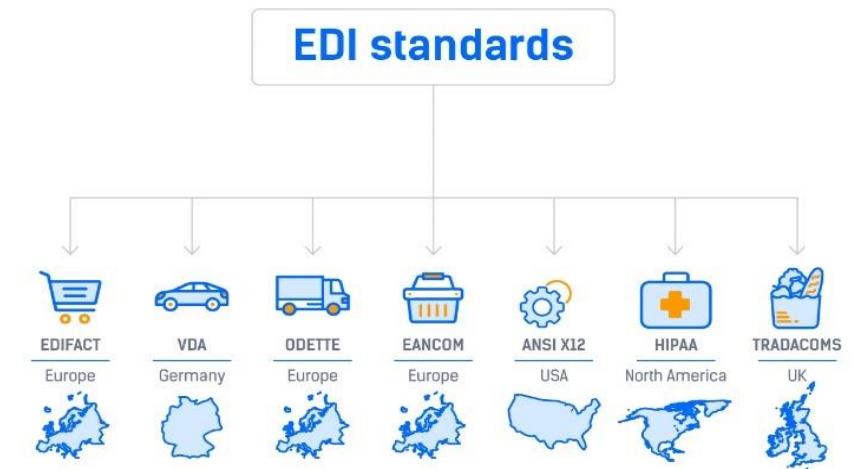 EDI standards
EDIFACT
Europe
VDA
Germany
ODETTE
Europe
EANCOM
Europe
ANSI X12
USA
HIPAA
North America
TRADACOMS
UK